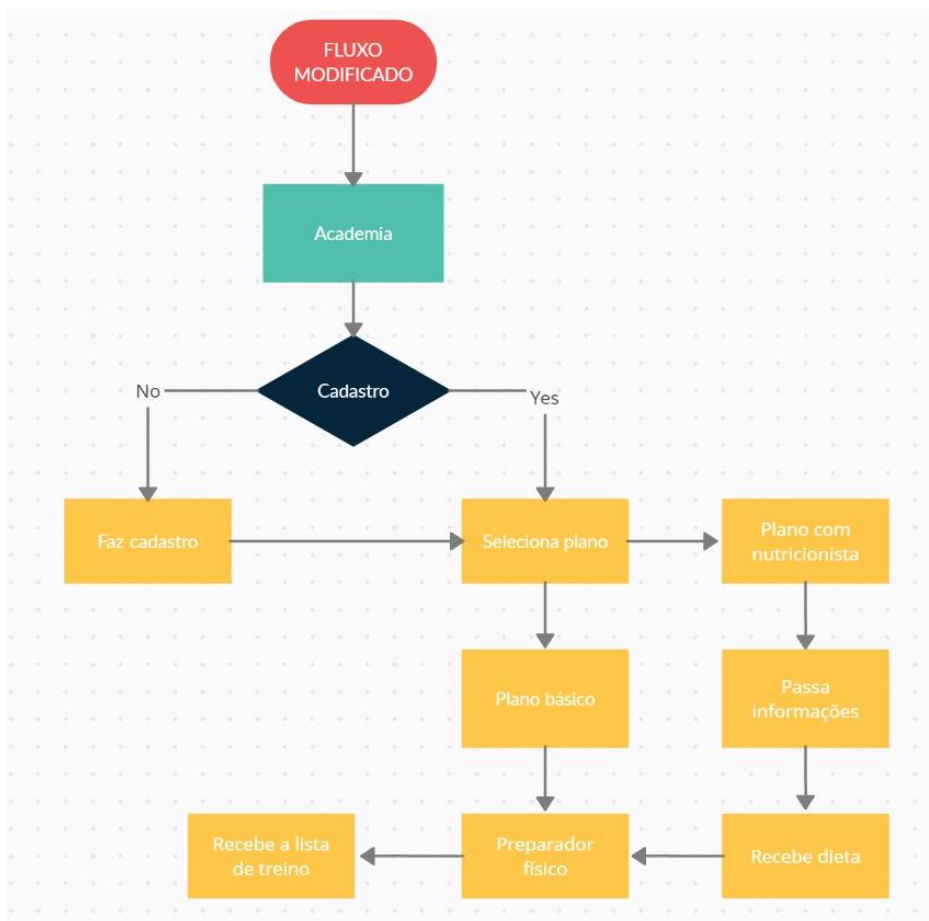 FLUXO
MODIFICADO
Academia
Cadastro
No
Yes
Faz cadastro
Seleciona plano
Plano com
nutricionista
Plano básico
Passa
informações
Recebe a lista
de treino
Preparador
físico
Recebe dieta